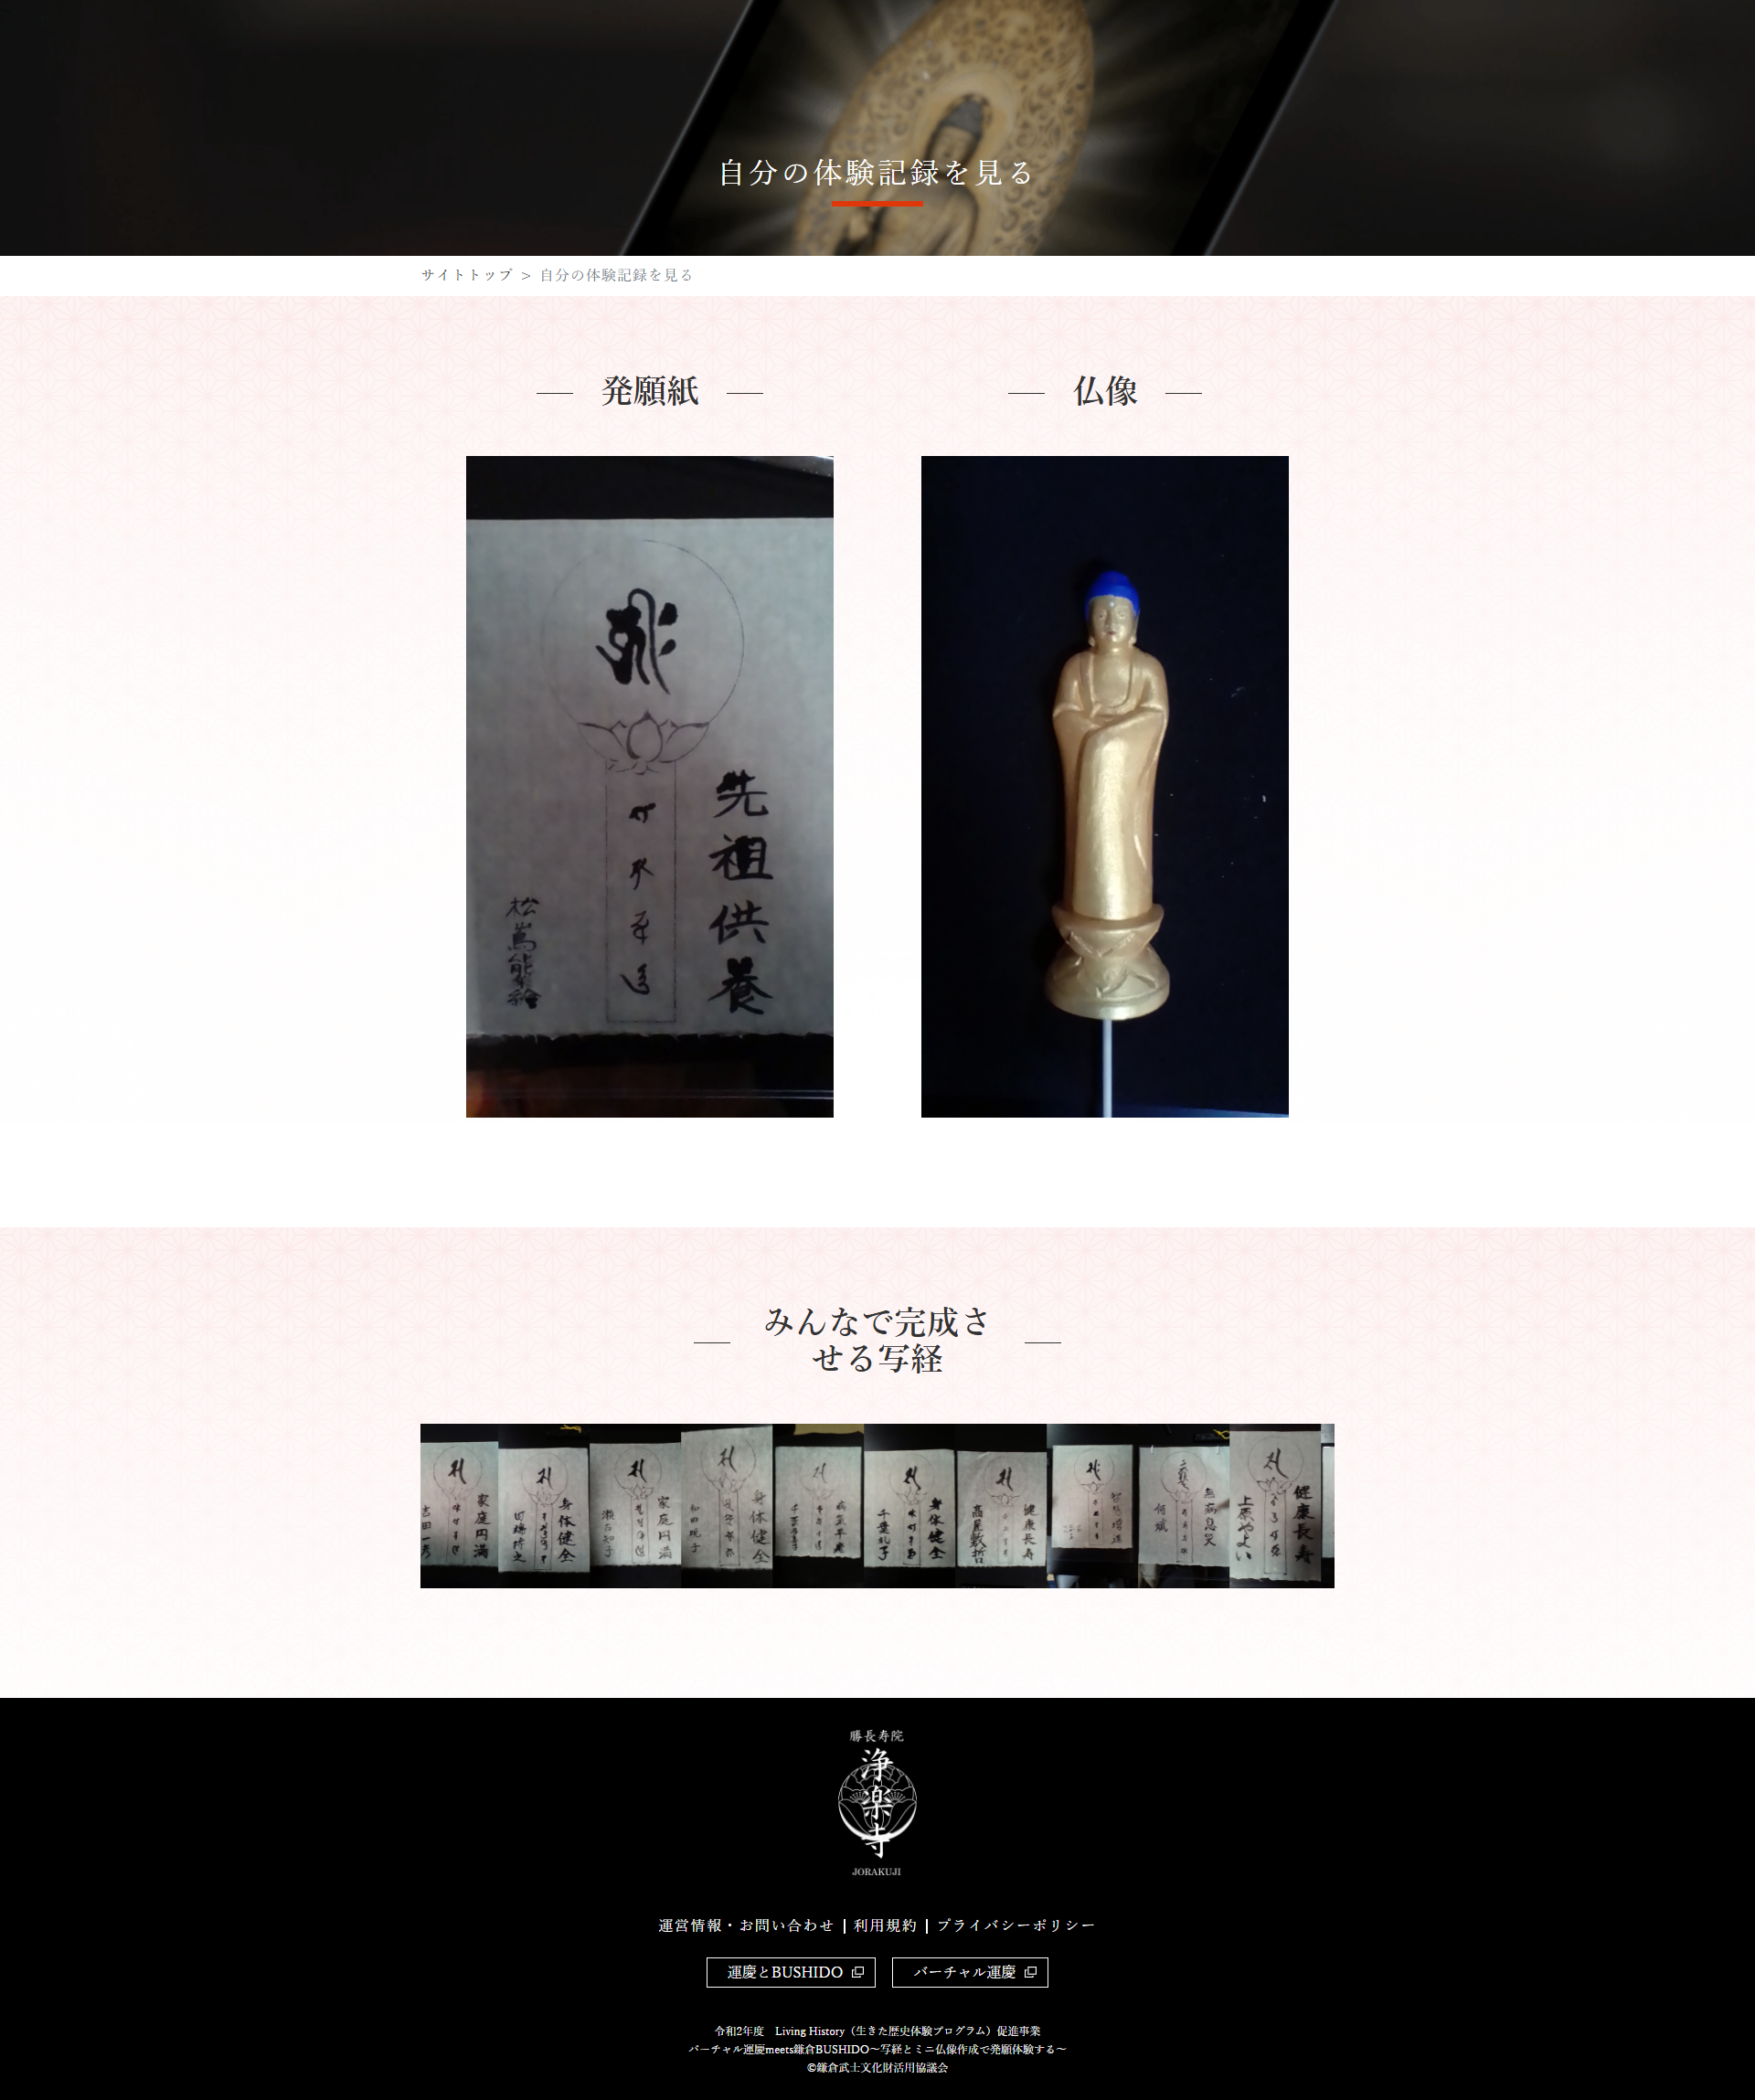 自分の体験記録を見る
サイトトップ > 自分の体験記録を見る
発願紙
仏像
先祖供養
みんなで完成さ
せる写経
家庭円満
身体健全
家庭円満
身体健全
身体健全
健康長寿
健康長寿
上原やよい
勝長寿院
浄楽寺
JORAKUJI
運営情報・お問い合わせ | 利用規約 | プライバシーポリシー
運慶とBUSHIDO
バーチャル運慶
令和2年度　Living History（生きた歴史体験プログラム）促進事業
バーチャル運慶meets鎌倉BUSHIDO〜写経とミニ仏像作成で発願体験する〜
©鎌倉武士文化財活用協議会